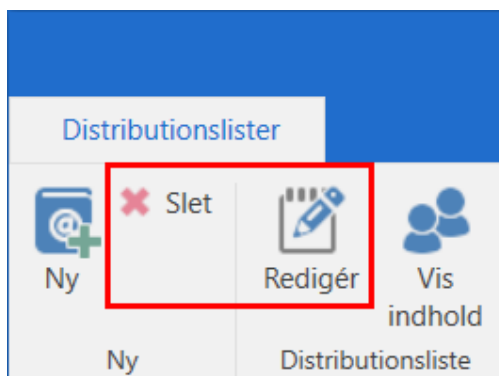 Distributionslister
Slet
Ny
Redigér
Vis
indhold
Ny
Distributionsliste